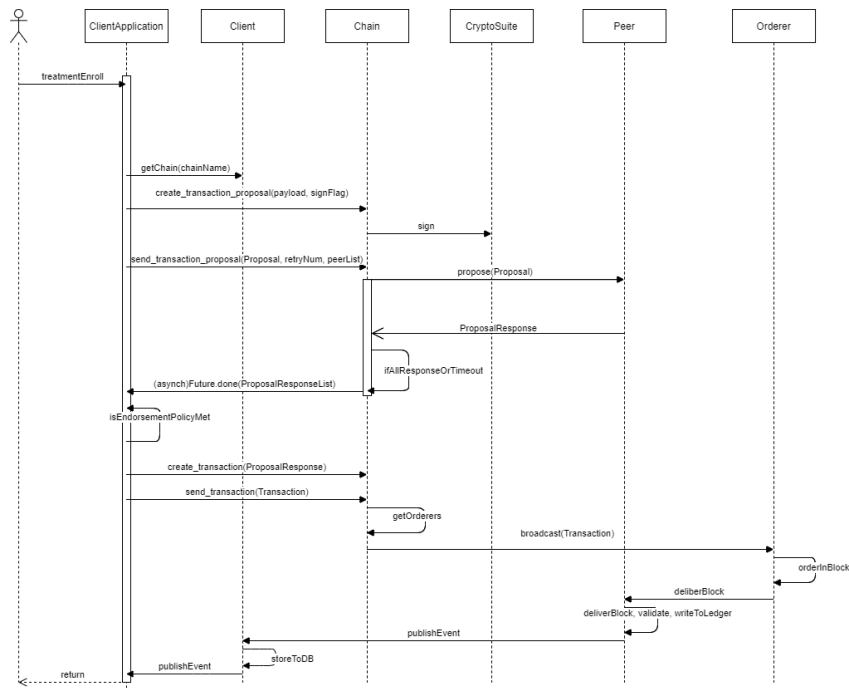 ClientApplication
Client
Chain
CryptoSuite
Peer
Orderer
treatmentEnroll
getChain(chainName)
create_transaction_proposal(payload, signFlag)
sign
send_transaction_proposal(Proposal, retryNum, peerList)
propose(Proposal)
ProposalResponse
ifAllResponseOrTimeout
(asynch)Future.done(ProposalResponseList)
isEndorsementPolicyMet
create_transaction(ProposalResponse)
send_transaction(Transaction)
getOrderers
broadcast(Transaction)
orderInBlock
deliberBlock
deliverBlock, validate, writeToLedger
publishEvent
storeToDB
publishEvent
return